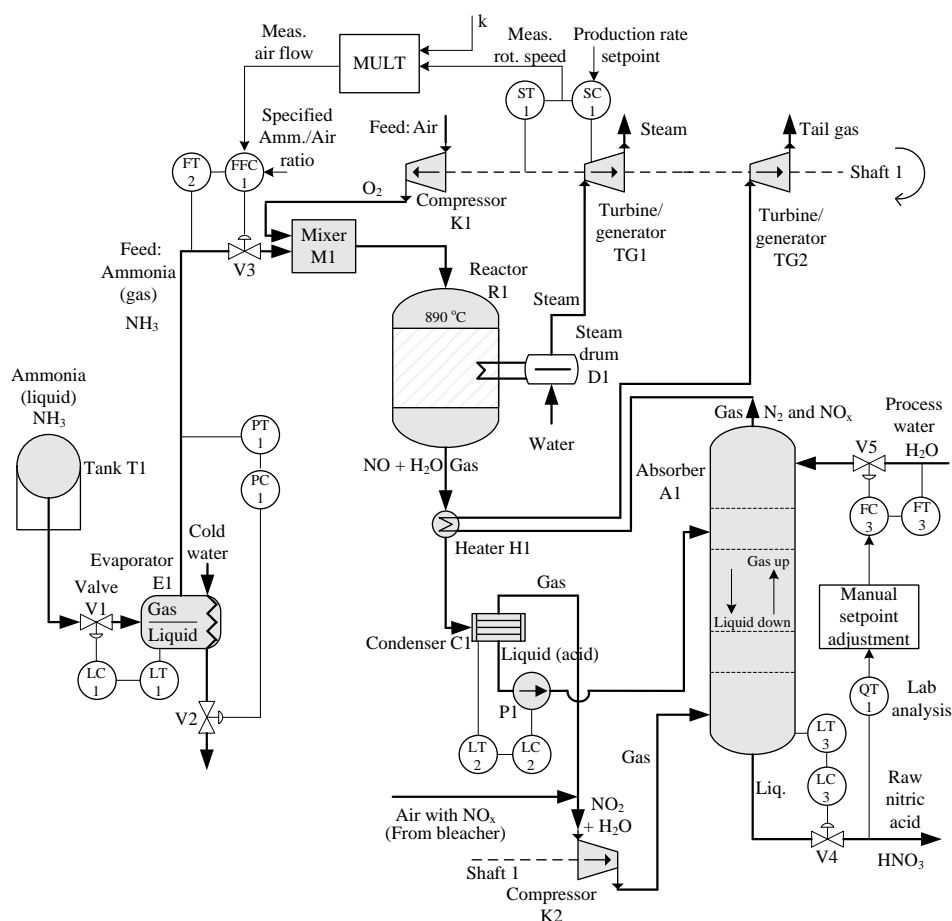 k
Meas.
air flow
MULT
Meas.
rot. speed
Production rate
setpoint
ST
1
SC
1
Specified
Amm./Air
ratio
Feed: Air
Steam
Tail gas
FT
2
FFC
1
O2
Compressor
K1
Shaft 1
Turbine/
generator
TG1
Turbine/
generator
TG2
Feed:
Ammonia
(gas)
NH3
V3
Mixer
M1
Reactor
R1
890 °C
Steam
Steam
drum
D1
Water
Ammonia
(liquid)
NH3
Tank T1
PT
1
PC
1
NO + H2O
Gas
Gas
N2 and NOx
Process
water
H2O
V5
Absorber
A1
FC
3
FT
3
Heater H1
Evaporator
E1
Cold
water
Valve
V1
Gas
Liquid
LC
1
LT
1
V2
Gas
Condenser C1
Liquid (acid)
P1
LT
2
LC
2
Gas up
Liquid down
Manual
setpoint
adjustment
QT
1
Lab
analysis
LT
3
LC
3
Gas
Liq.
Raw
nitric
acid
HNO3
V4
Air with NOx
(From bleacher)
NO2
+ H2O
Shaft 1
Compressor
K2